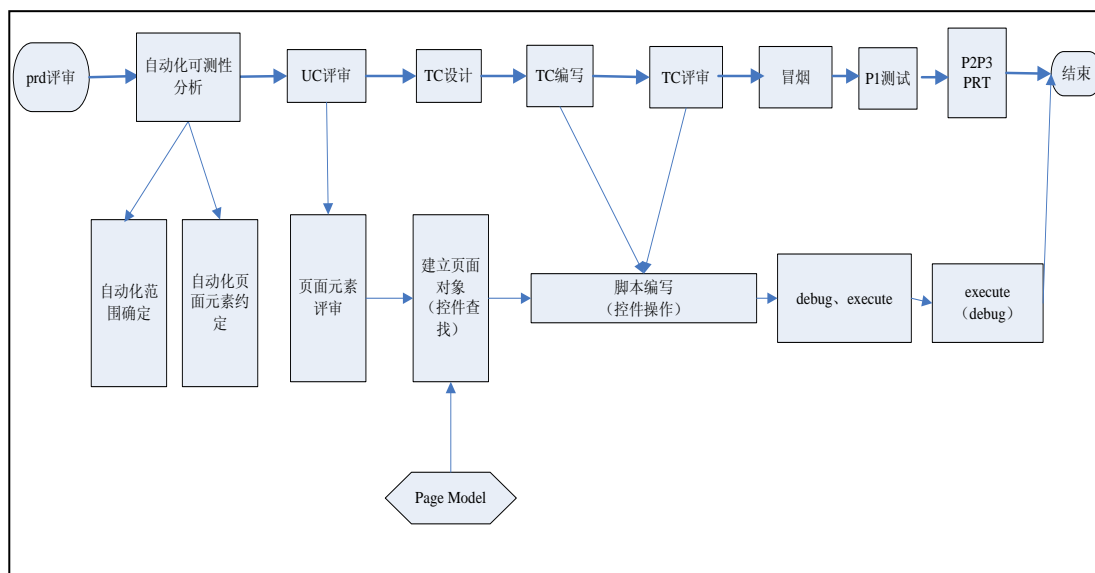 prd评审
自动化可测性
分析
UC评审
TC设计
TC编写
TC评审
冒烟
P1测试
P2P3
PRT
结束
自动化范
围确定
自动化页
面元素约
定
页面元素
评审
建立页面
对象
（控件查
找）
脚本编写
（控件操作）
debug、execute
execute
（debug）
Page Model